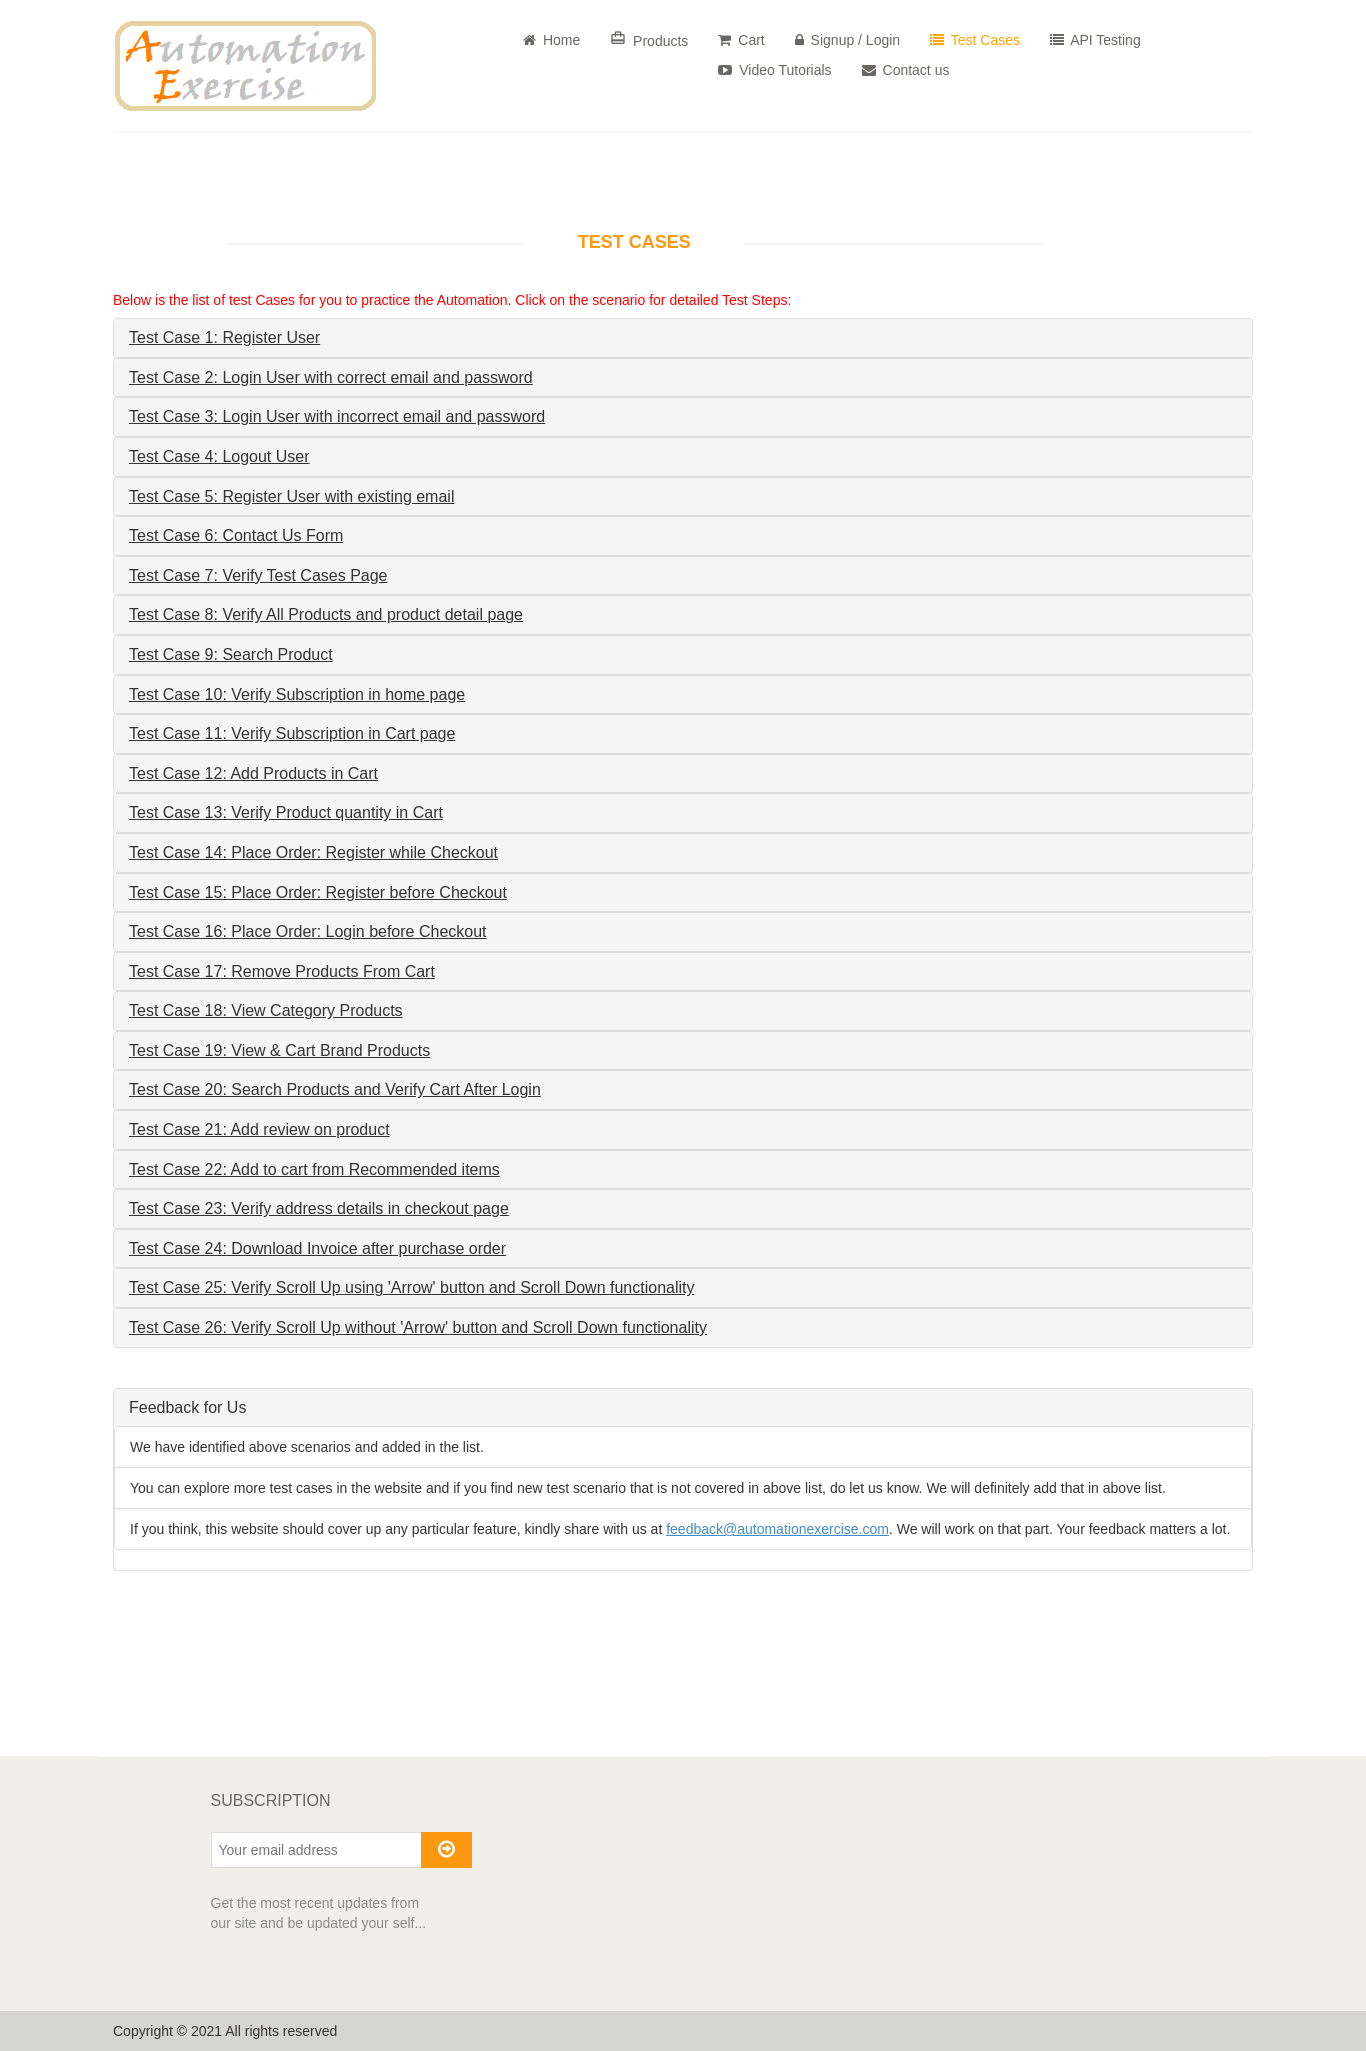 Automation
Exercise
Home Products Cart Signup / Login Test Cases API Testing
Video Tutorials Contact us
TEST CASES
Below is the list of test Cases for you to practice the Automation. Click on the scenario for detailed Test Steps:
Test Case 1: Register User
Test Case 2: Login User with correct email and password
Test Case 3: Login User with incorrect email and password
Test Case 4: Logout User
Test Case 5: Register User with existing email
Test Case 6: Contact Us Form
Test Case 7: Verify Test Cases Page
Test Case 8: Verify All Products and product detail page
Test Case 9: Search Product
Test Case 10: Verify Subscription in home page
Test Case 11: Verify Subscription in Cart page
Test Case 12: Add Products in Cart
Test Case 13: Verify Product quantity in Cart
Test Case 14: Place Order: Register while Checkout
Test Case 15: Place Order: Register before Checkout
Test Case 16: Place Order: Login before Checkout
Test Case 17: Remove Products From Cart
Test Case 18: View Category Products
Test Case 19: View & Cart Brand Products
Test Case 20: Search Products and Verify Cart After Login
Test Case 21: Add review on product
Test Case 22: Add to cart from Recommended items
Test Case 23: Verify address details in checkout page
Test Case 24: Download Invoice after purchase order
Test Case 25: Verify Scroll Up using 'Arrow' button and Scroll Down functionality
Test Case 26: Verify Scroll Up without 'Arrow' button and Scroll Down functionality
Feedback for Us
We have identified above scenarios and added in the list.
You can explore more test cases in the website and if you find new test scenario that is not covered in above list, do let us know. We will definitely add that in above list.
If you think, this website should cover up any particular feature, kindly share with us at feedback@automationexercise.com. We will work on that part. Your feedback matters a lot.
SUBSCRIPTION
Your email address
Get the most recent updates from
our site and be updated your self...
Copyright © 2021 All rights reserved